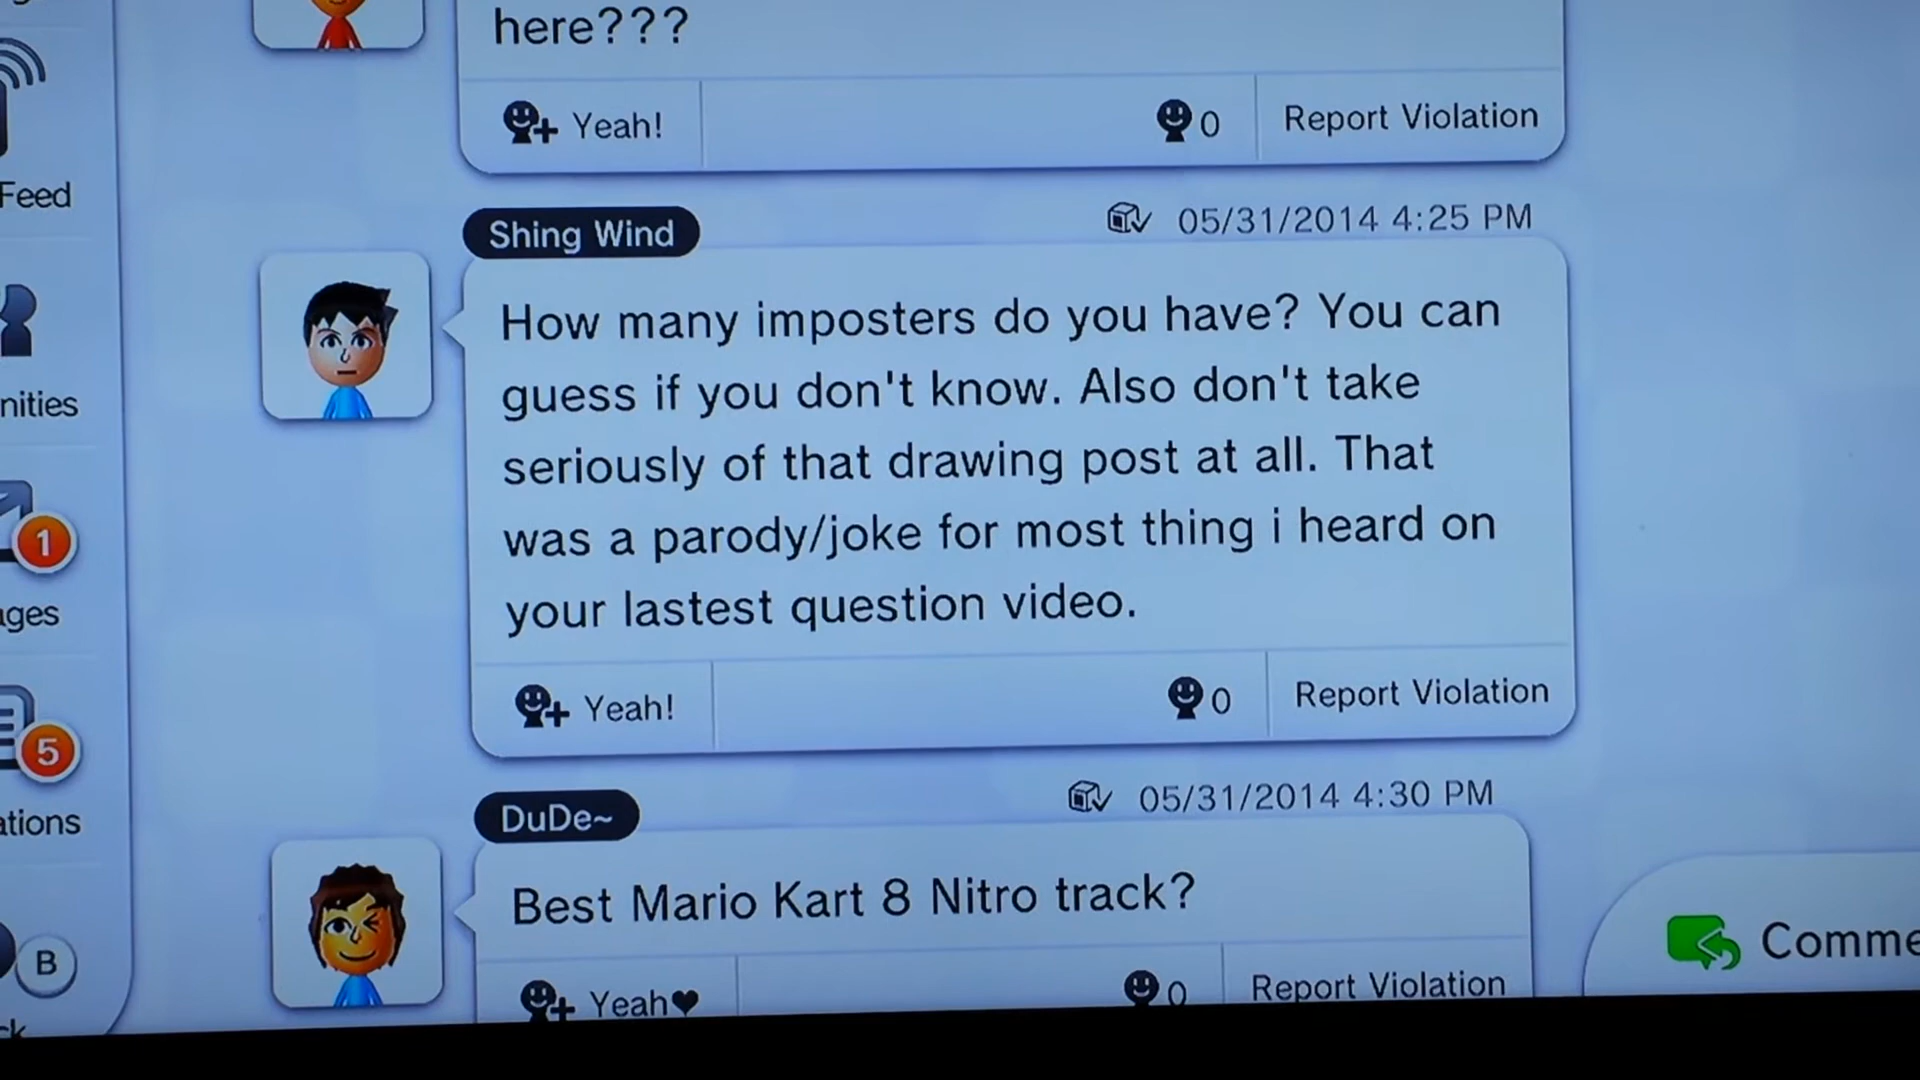 here???
Yeah!
0
Report Violation
Feed
Shing Wind
05/31/2014 4:25 PM
How many imposters do you have? You can
guess if you don't know. Also don't take
seriously of that drawing post at all. That
was a parody/joke for most thing i heard on
your lastest question video.
nities
1
ages
Yeah!
0
Report Violation
5
ations
DuDe~
05/31/2014 4:30 PM
Best Mario Kart 8 Nitro track?
B
Yeah♥
0
Report Violation
Comme